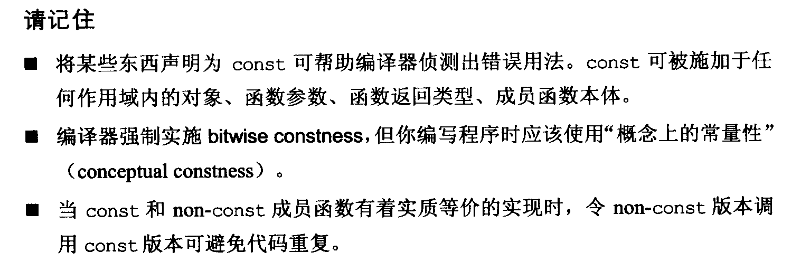 请记住
■ 将某些东西声明为 const 可帮助编译器侦测出错误用法。const 可被施加于任
何作用域内的对象、函数参数、函数返回类型、成员函数本体。
■ 编译器强制实施 bitwise constness，但你编写程序时应该使用“概念上的常量性”
（conceptual constness）。
■ 当 const 和 non-const 成员函数有着实质等价的实现时，令 non-const 版本调
用 const 版本可避免代码重复。